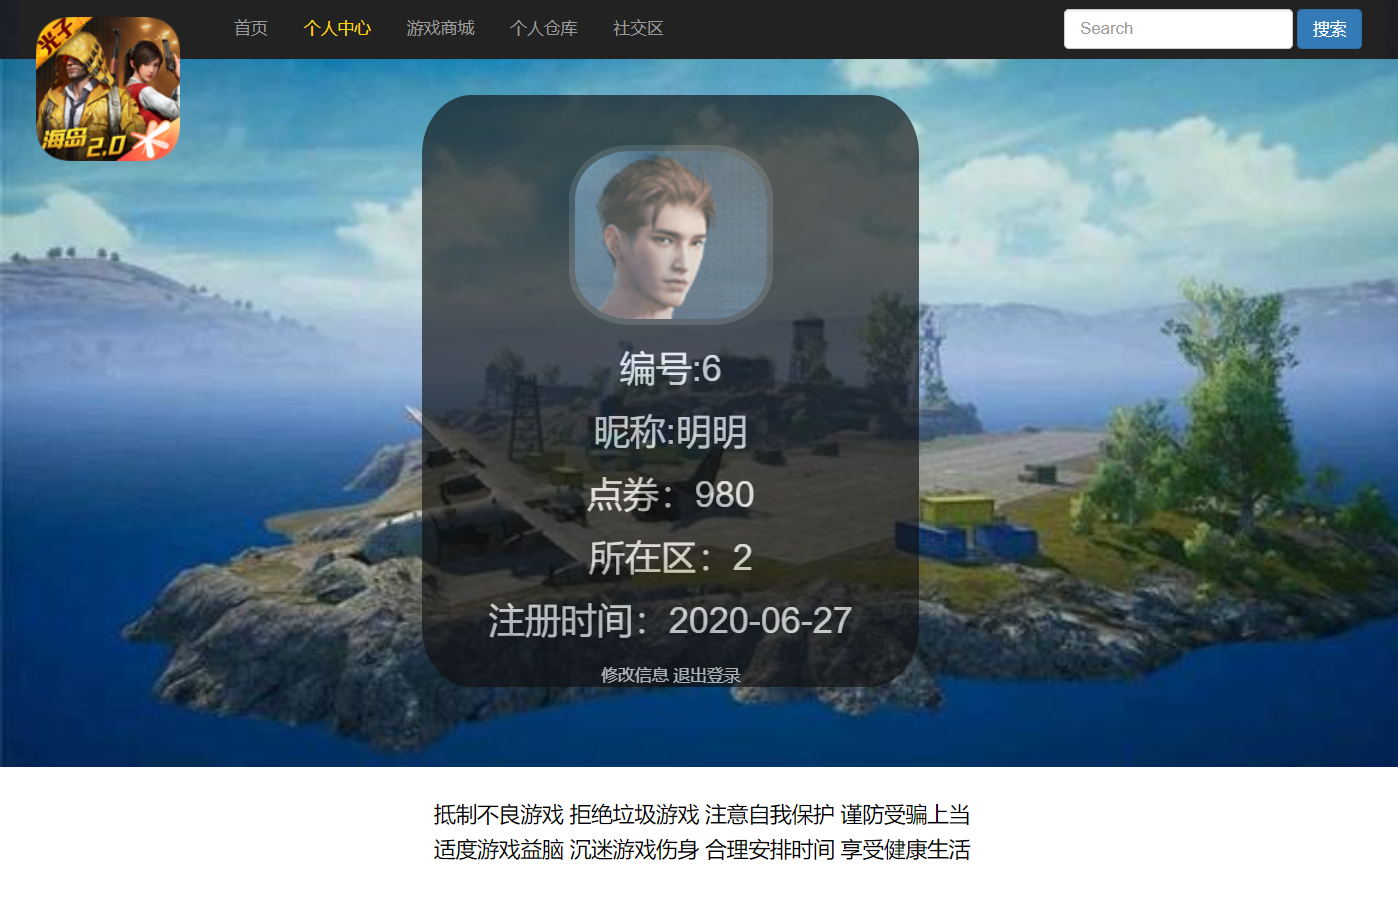 首页 个人中心 游戏商城 个人仓库 社交区 Search 搜索
光子
海岛2.0
编号:6
昵称:明明
点券：980
所在区：2
注册时间：2020-06-27
修改信息 退出登录
抵制不良游戏 拒绝垃圾游戏 注意自我保护 谨防受骗上当
适度游戏益脑 沉迷游戏伤身 合理安排时间 享受健康生活